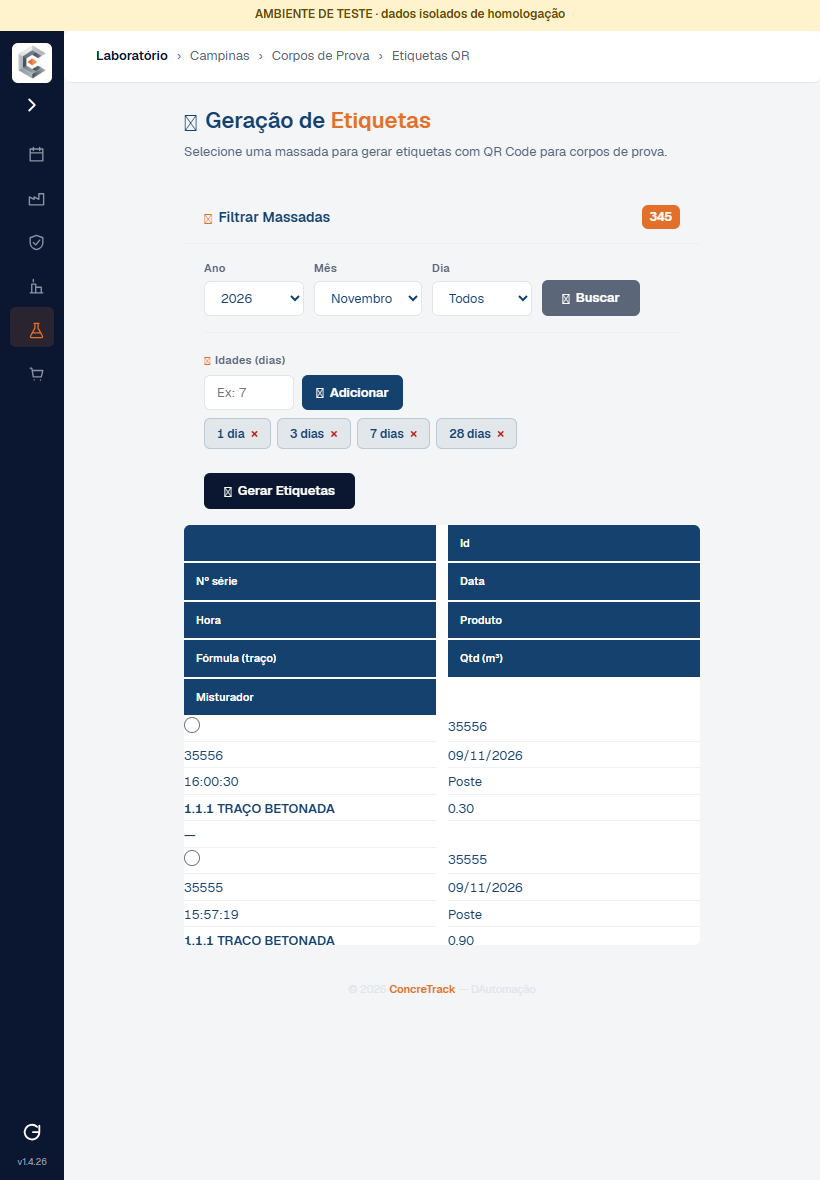 AMBIENTE DE TESTE · dados isolados de homologação
Laboratório › Campinas › Corpos de Prova › Etiquetas QR
Geração de Etiquetas
Selecione uma massada para gerar etiquetas com QR Code para corpos de prova.
Filtrar Massadas 345
Ano Mês Dia
2026 Novembro Todos Buscar
Idades (dias)
Ex: 7 Adicionar
1 dia × 3 dias × 7 dias × 28 dias ×
Gerar Etiquetas
Id
Nº série Data
Hora Produto
Fórmula (traço) Qtd (m³)
Misturador
35556
35556 09/11/2026
16:00:30 Poste
1.1.1 TRAÇO BETONADA 0.30
—
35555
35555 09/11/2026
15:57:19 Poste
1.1.1 TRAÇO BETONADA 0.90
© 2026 ConcreTrack — DAutomação
v1.4.26